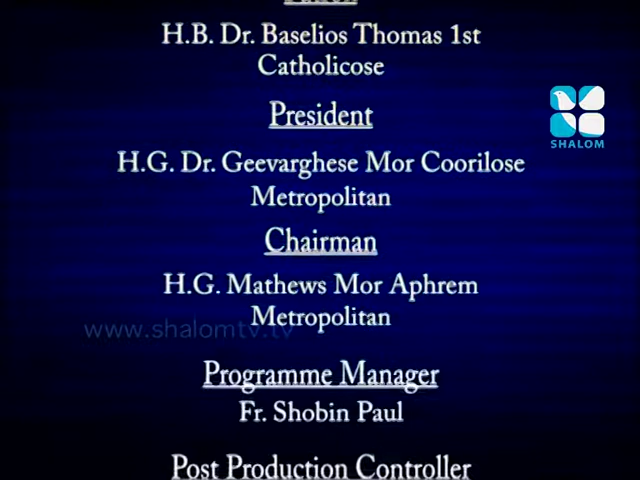 H.B. Dr. Baselios Thomas 1st
Catholicose
President
SHALOM
H.G. Dr. Geevarghese Mor Coorilose
Metropolitan
Chairman
H.G. Mathews Mor Aphrem
Metropolitan
www.shalomtv.tv
Programme Manager
Fr. Shobin Paul
Post Production Controller